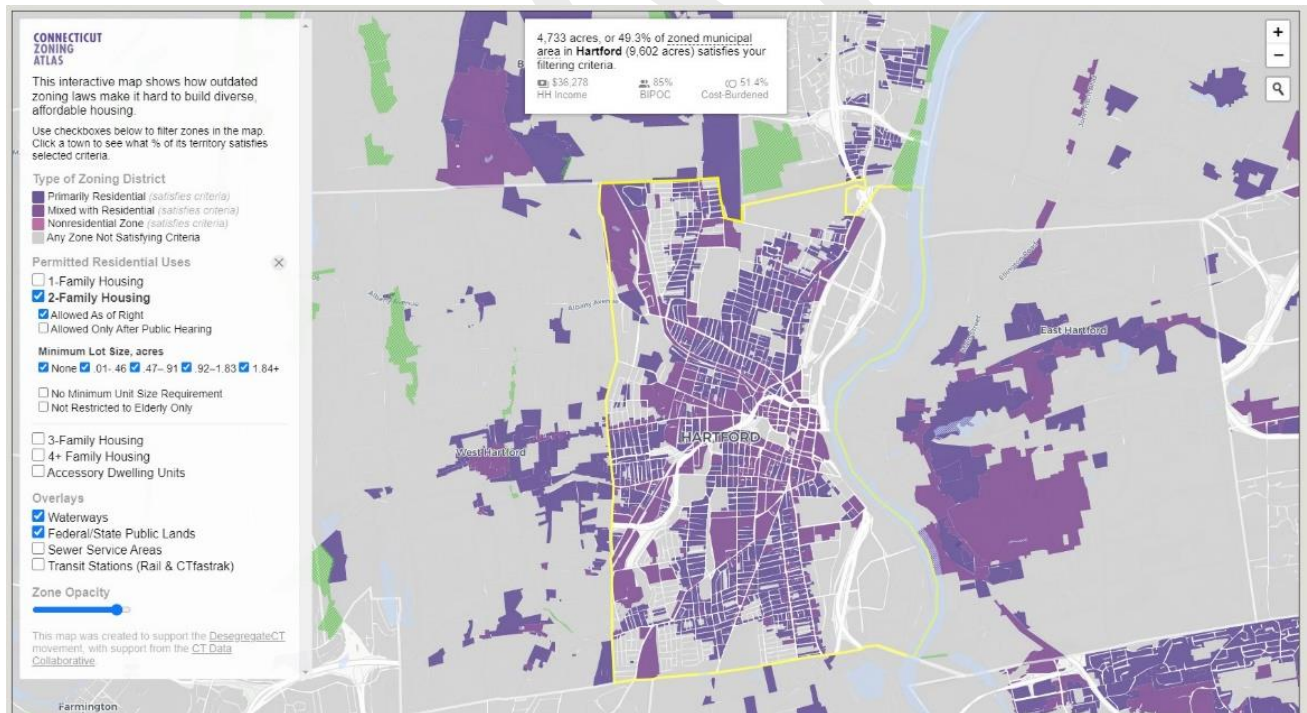 CONNECTICUT
ZONING
ATLAS
This interactive map shows how outdated
zoning laws make it hard to build diverse,
affordable housing.
Use checkboxes below to filter zones in the map.
Click a town to see what % of its territory satisfies
selected criteria.
Type of Zoning District
Primarily Residential (satisfies criteria)
Mixed with Residential (satisfies criteria)
Nonresidential Zone (satisfies criteria)
Any Zone Not Satisfying Criteria
Permitted Residential Uses
1-Family Housing
2-Family Housing
Allowed As of Right
Allowed Only After Public Hearing
Minimum Lot Size, acres
None .01-.46 .47-.91 .92–1.83 1.84+
No Minimum Unit Size Requirement
Not Restricted to Elderly Only
3-Family Housing
4+ Family Housing
Accessory Dwelling Units
Overlays
Waterways
Federal/State Public Lands
Sewer Service Areas
Transit Stations (Rail & CTfastrak)
Zone Opacity
This map was created to support the DesegregateCT
movement, with support from the CT Data
Collaborative.
4,733 acres, or 49.3% of zoned municipal
area in Hartford (9,602 acres) satisfies your
filtering criteria.
$36,278 85% 51.4%
HH Income BIPOC Cost-Burdened
+
−
Albany Avenue
Albany Avenue
East Hartford
HARTFORD
West Hartford
Farmington